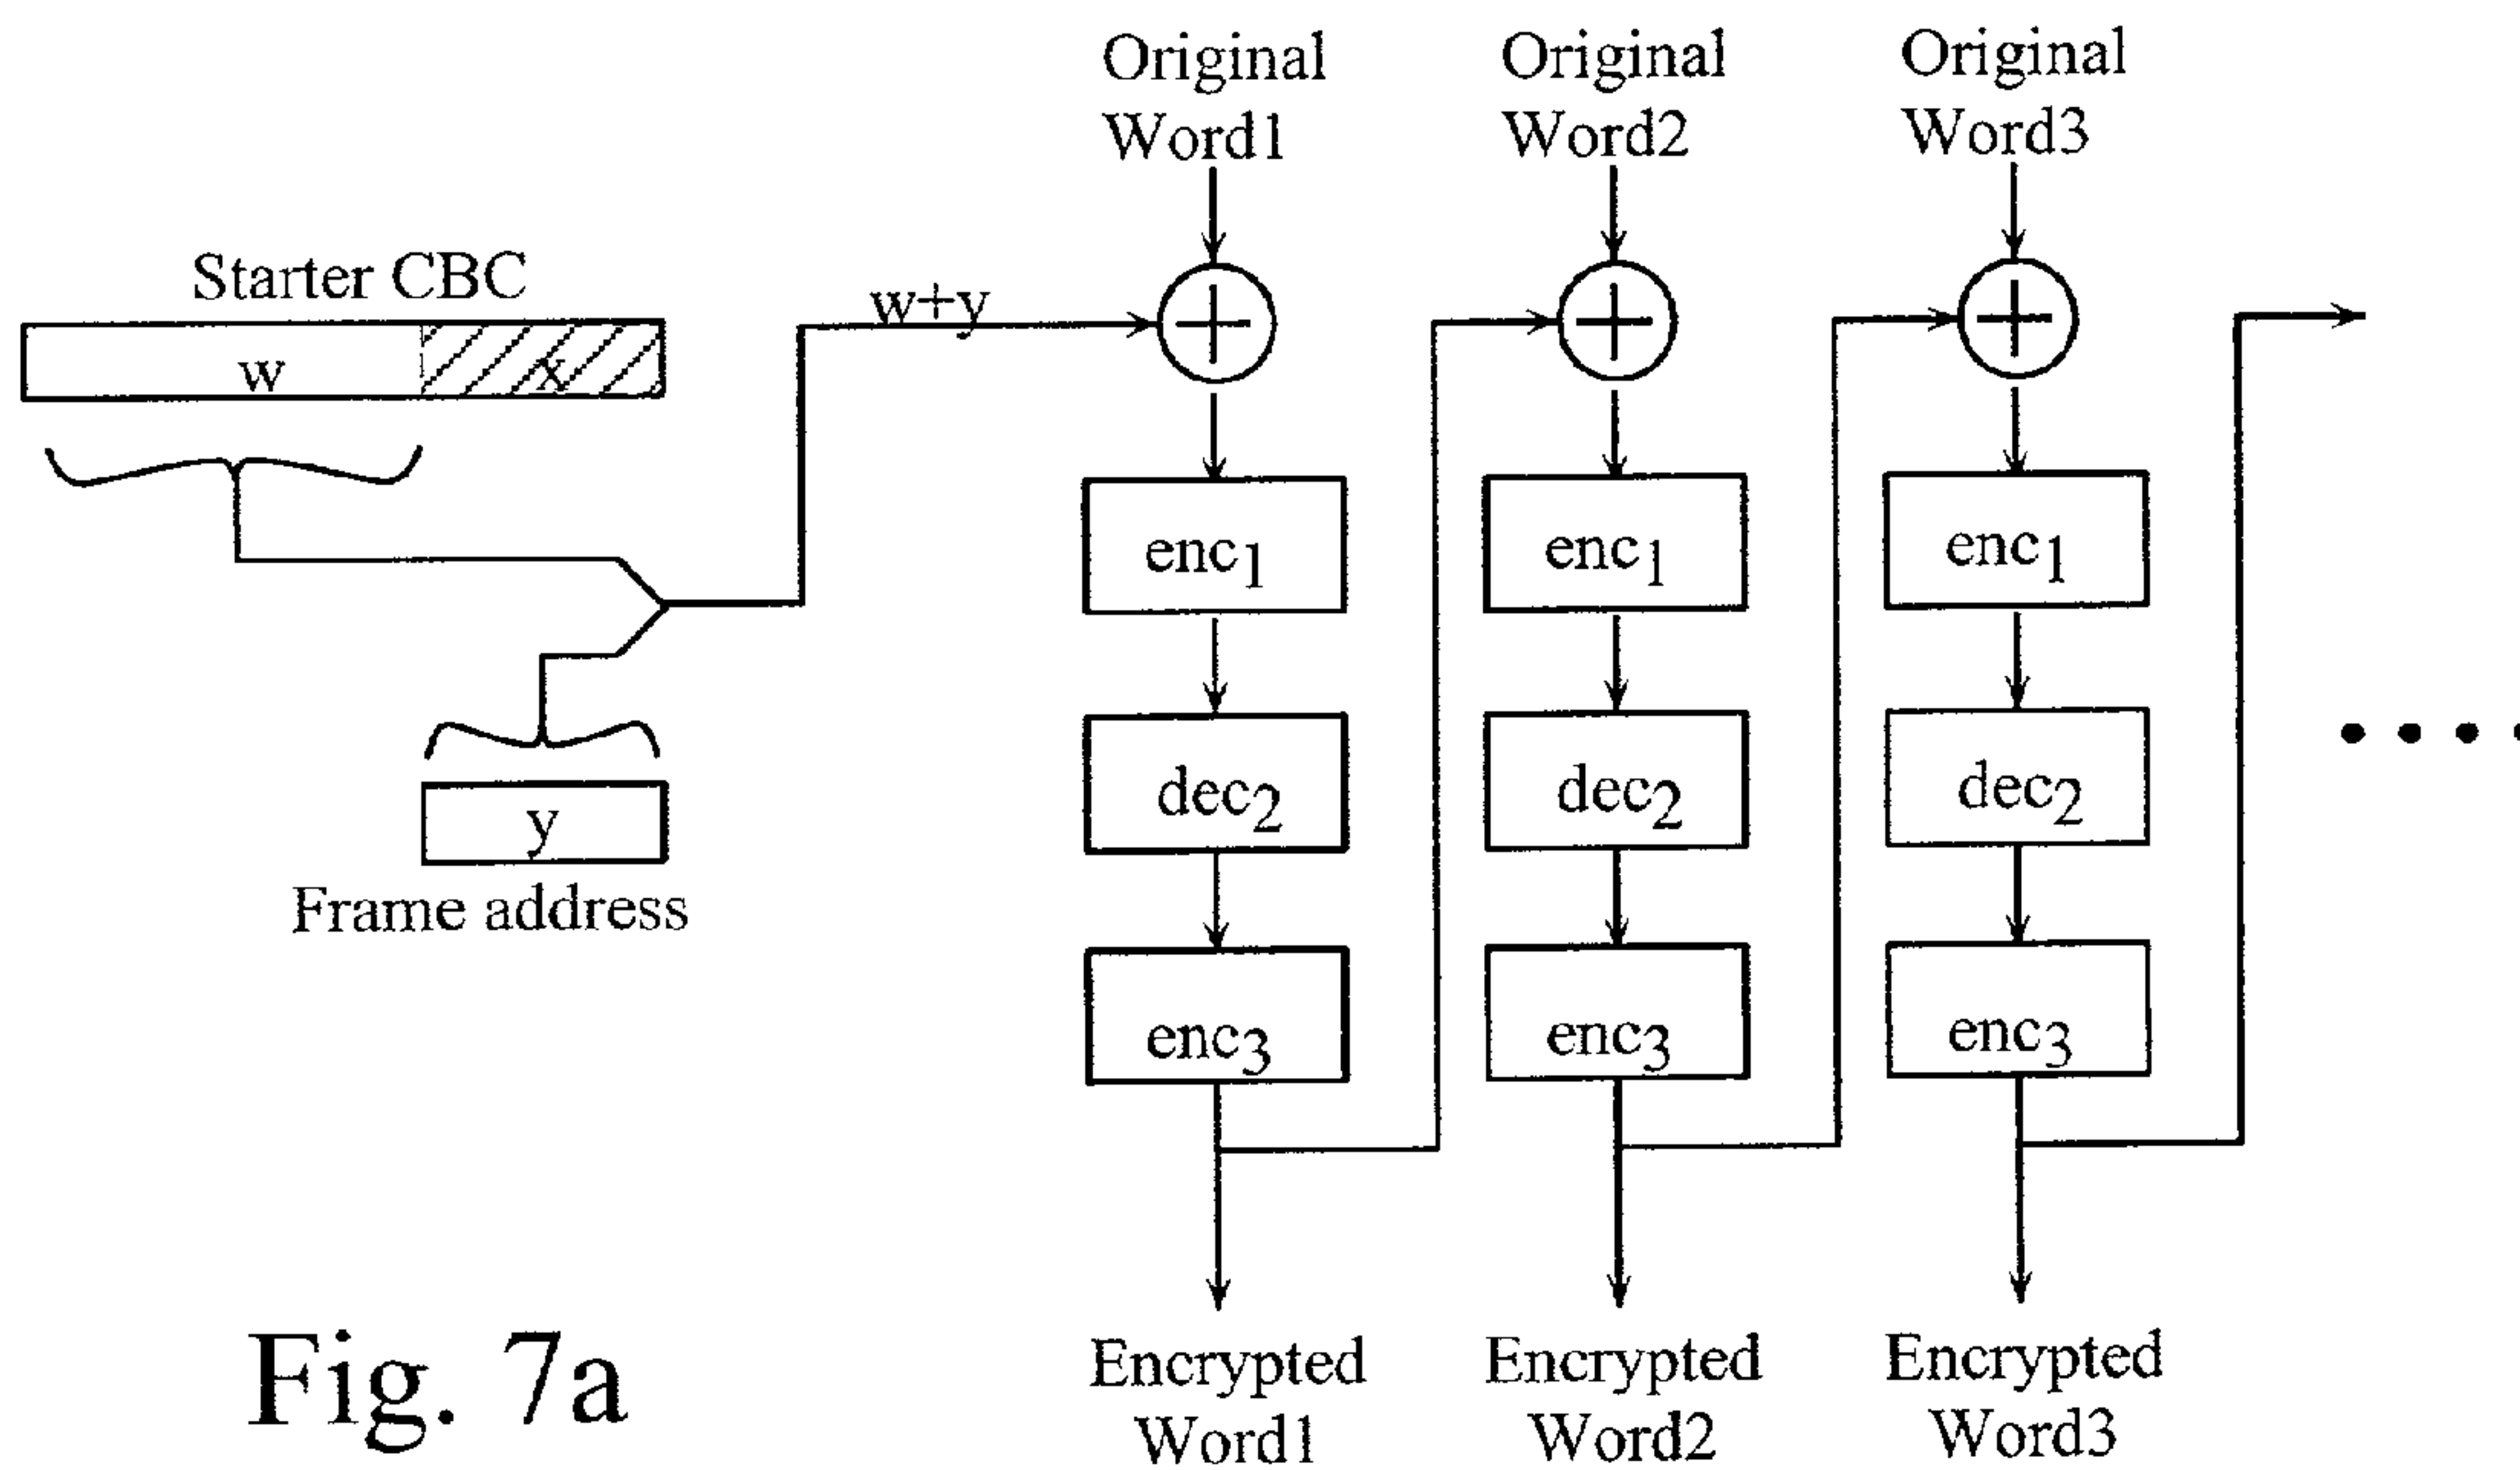 Original
Word1
Original
Word2
Original
Word3
Starter CBC
w
x
w+y
enc1
enc1
enc1
dec2
dec2
dec2
y
Frame address
enc3
enc3
enc3
Encrypted
Word1
Encrypted
Word2
Encrypted
Word3
Fig. 7a